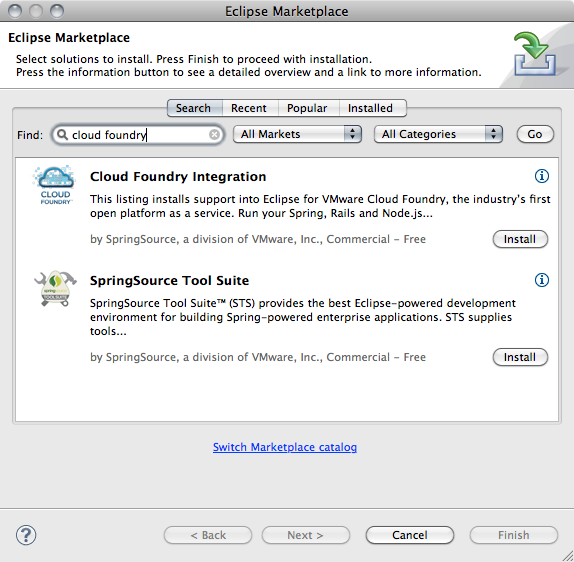 Eclipse Marketplace
Eclipse Marketplace
Select solutions to install. Press Finish to proceed with installation.
Press the information button to see a detailed overview and a link to more information.
Search Recent Popular Installed
Find: cloud foundry All Markets All Categories Go
CLOUD
FOUNDRY
Cloud Foundry Integration
This listing installs support into Eclipse for VMware Cloud Foundry, the industry's first
open platform as a service. Run your Spring, Rails and Node.js...
by SpringSource, a division of VMware, Inc., Commercial – Free Install
SpringSource Tool Suite
spring
TOOL SUITE
SpringSource Tool Suite™ (STS) provides the best Eclipse-powered development
environment for building Spring-powered enterprise applications. STS supplies
tools...
by SpringSource, a division of VMware, Inc., Commercial – Free Install
Switch Marketplace catalog
? < Back Next > Cancel Finish